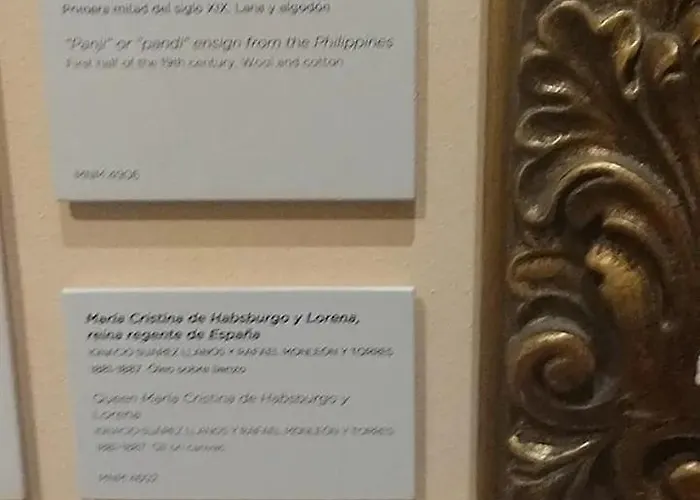 Primera mitad del siglo XIX. Lana y algodón
"Panji" or "pandi" ensign from the Philippines
First half of the 19th century. Wool and cotton
MNM 4906
María Cristina de Habsburgo y Lorena,
reina regente de España
IGNACIO SUÁREZ LLANOS Y RAFAEL MONLEÓN Y TORRES
1881-1887 Óleo sobre lienzo
Queen María Cristina de Habsburgo y
Lorena
IGNACIO SUÁREZ LLANOS Y RAFAEL MONLEÓN Y TORRES
1881-1887 Oil on canvas
MNM